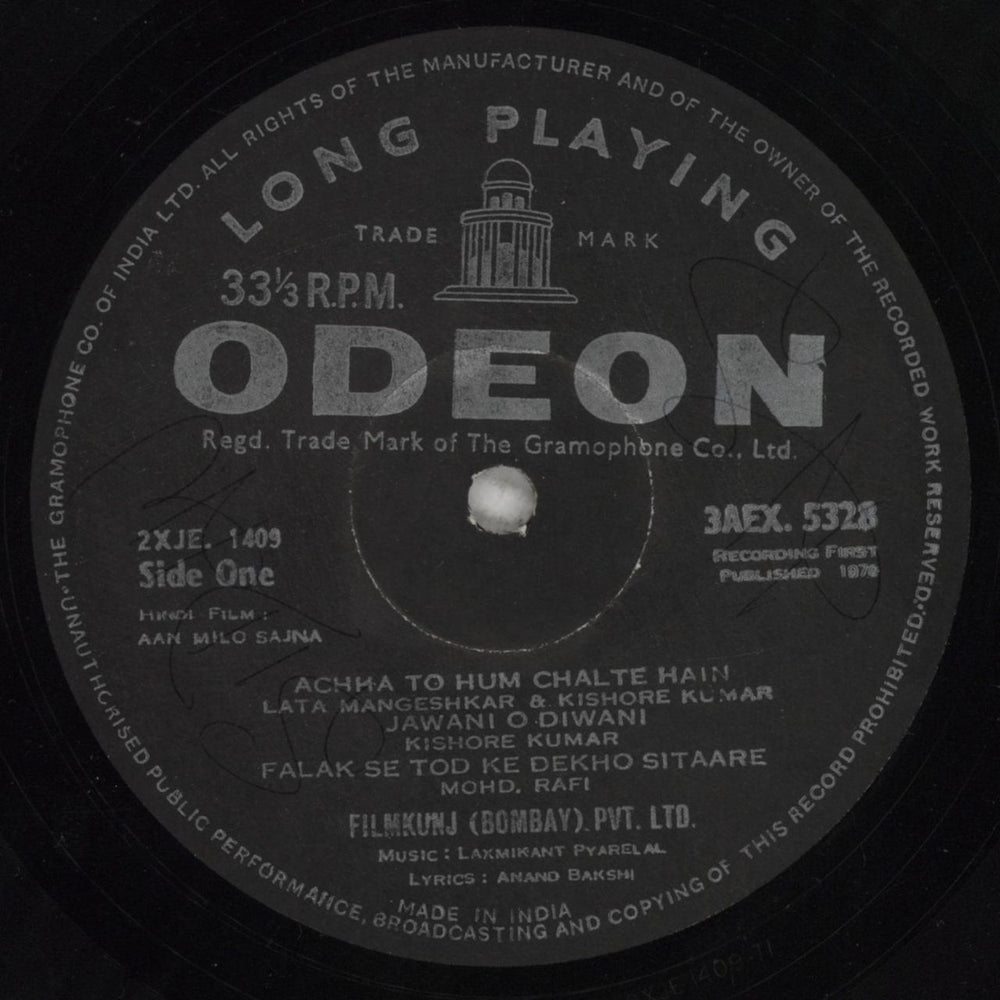 THE GRAMOPHONE CO. OF INDIA LTD. ALL RIGHTS OF THE MANUFACTURER AND OF THE OWNER OF THE RECORDED WORK RESERVED. UNAUTHORISED PUBLIC PERFORMANCE, BROADCASTING AND COPYING OF THIS RECORD PROHIBITED.
LONG PLAYING
TRADE MARK
33⅓ R.P.M.
ODEON
Regd. Trade Mark of The Gramophone Co., Ltd.
2XJE. 1409
Side One
HINDI FILM :
AAN MILO SAJNA
3AEX. 5328
RECORDING FIRST
PUBLISHED 1970
ACHHA TO HUM CHALTE HAIN
LATA MANGESHKAR & KISHORE KUMAR
JAWANI O DIWANI
KISHORE KUMAR
FALAK SE TOD KE DEKHO SITAARE
MOHD. RAFI
FILMKUNJ (BOMBAY). PVT. LTD.
MUSIC : LAXMIKANT PYARELAL
LYRICS : ANAND BAKSHI
MADE IN INDIA